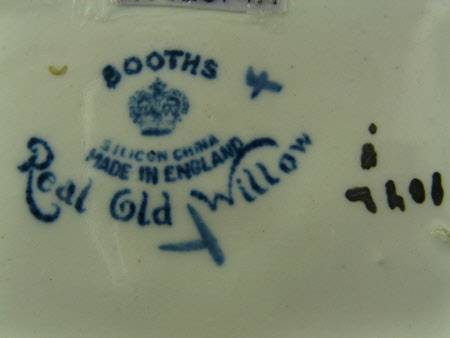 BOOTHS
SILICON CHINA
MADE IN ENGLAND
Real Old Willow